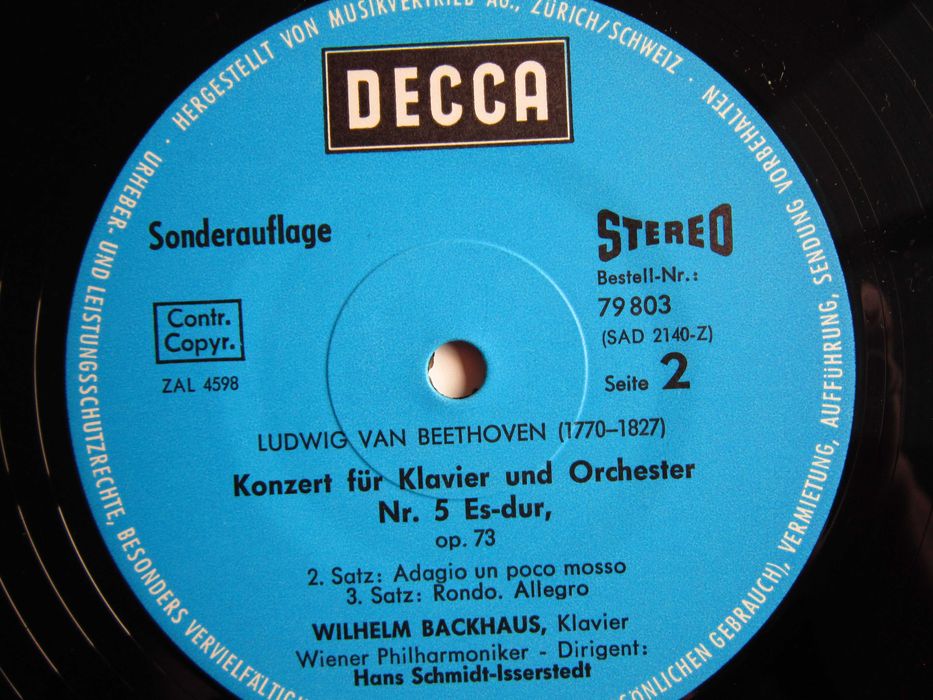 HERGESTELLT VON MUSIKVERTRIEB AG., ZÜRICH/SCHWEIZ ·
URHEBER- UND LEISTUNGSSCHUTZRECHTE, BESONDERS VERVIELFÄLTIG
SÖNLICHEN GEBRAUCH), VERMIETUNG, AUFFÜHRUNG, SENDUNG VORBEHALTEN ·
DECCA
Sonderauflage
STEREO
Bestell-Nr.:
79 803
(SAD 2140-Z)
Seite 2
Contr.
Copyr.
ZAL 4598
LUDWIG VAN BEETHOVEN (1770–1827)
Konzert für Klavier und Orchester
Nr. 5 Es-dur,
op. 73
2. Satz: Adagio un poco mosso
3. Satz: Rondo. Allegro
WILHELM BACKHAUS, Klavier
Wiener Philharmoniker - Dirigent:
Hans Schmidt-Isserstedt